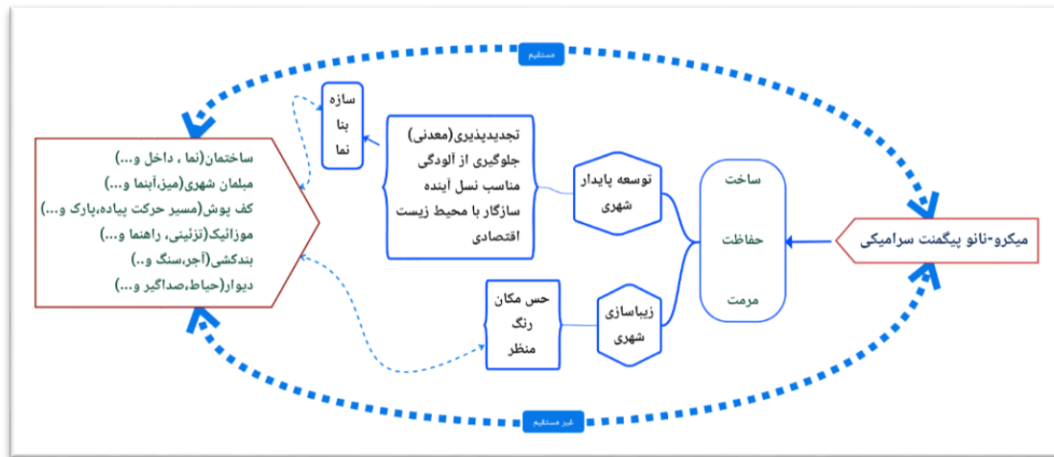 مستقیم
میکرو-نانو پیگمنت سرامیکی
ساخت
حفاظت
مرمت
توسعه پایدار
شهری
زیباسازی
شهری
تجدیدپذیری(معدنی)
جلوگیری از آلودگی
مناسب نسل آینده
سازگار با محیط زیست
اقتصادی
حس مکان
رنگ
منظر
سازه
بنا
نما
ساختمان(نما ، داخل و...)
مبلمان شهری(میز،آبنما و...)
کف پوش(مسیر حرکت پیاده،پارک و...)
موزائیک(تزئینی، راهنما و...)
بندکشی(آجر،سنگ و..)
دیوار(حیاط،صداگیر و...)
غیر مستقیم